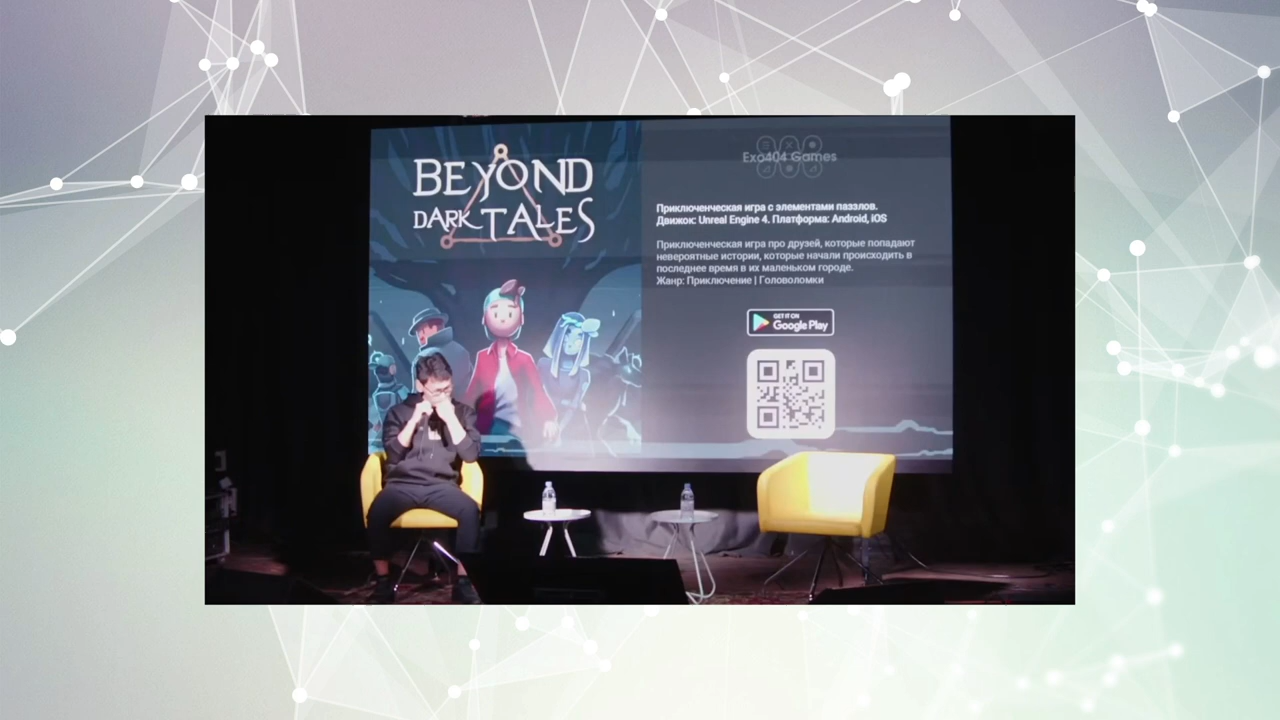 BEYOND
DARK TALES
Exo404 Games
Приключенческая игра с элементами паззлов.
Движок: Unreal Engine 4. Платформа: Android, iOS
Приключенческая игра про друзей, которые попадают
невероятные истории, которые начали происходить в
последнее время в их маленьком городе.
Жанр: Приключение | Головоломки
GET IT ON
Google Play